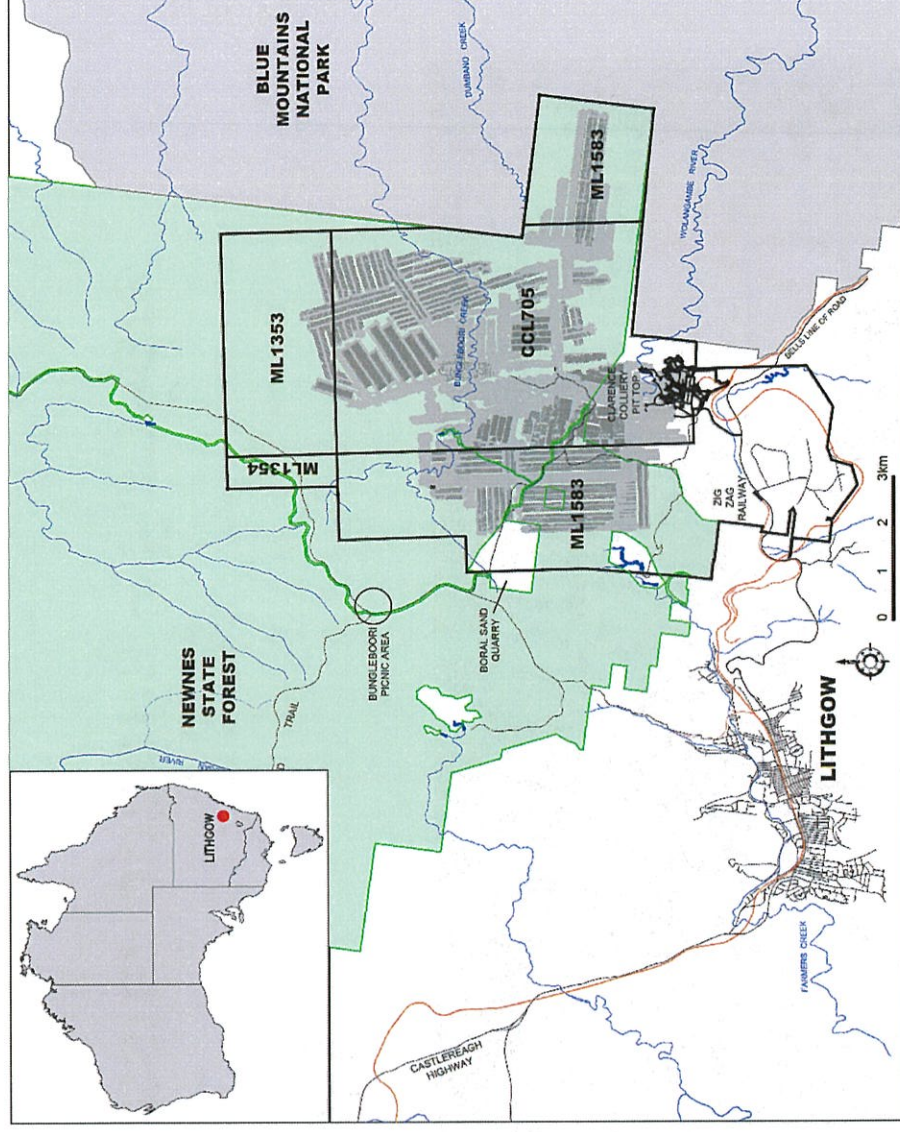 LITHGOW
BLUE
MOUNTAINS
NATIONAL
PARK
DUMBANO CREEK
NEWNES
STATE
FOREST
TRAIL
D
RIVER
ML1353
ML1354
BUNGLEBOORI
PICNIC AREA
BUNGLEBOORI CREEK
CCL705
ML1583
ML1583
BORAL SAND
QUARRY
CLARENCE
COLLIERY
PIT TOP
WOLANGAMBE RIVER
BELLS LINE OF ROAD
ZIG
ZAG
RAILWAY
CASTLEREAGH
HIGHWAY
LITHGOW
FARMERS CREEK
0 1 2 3km